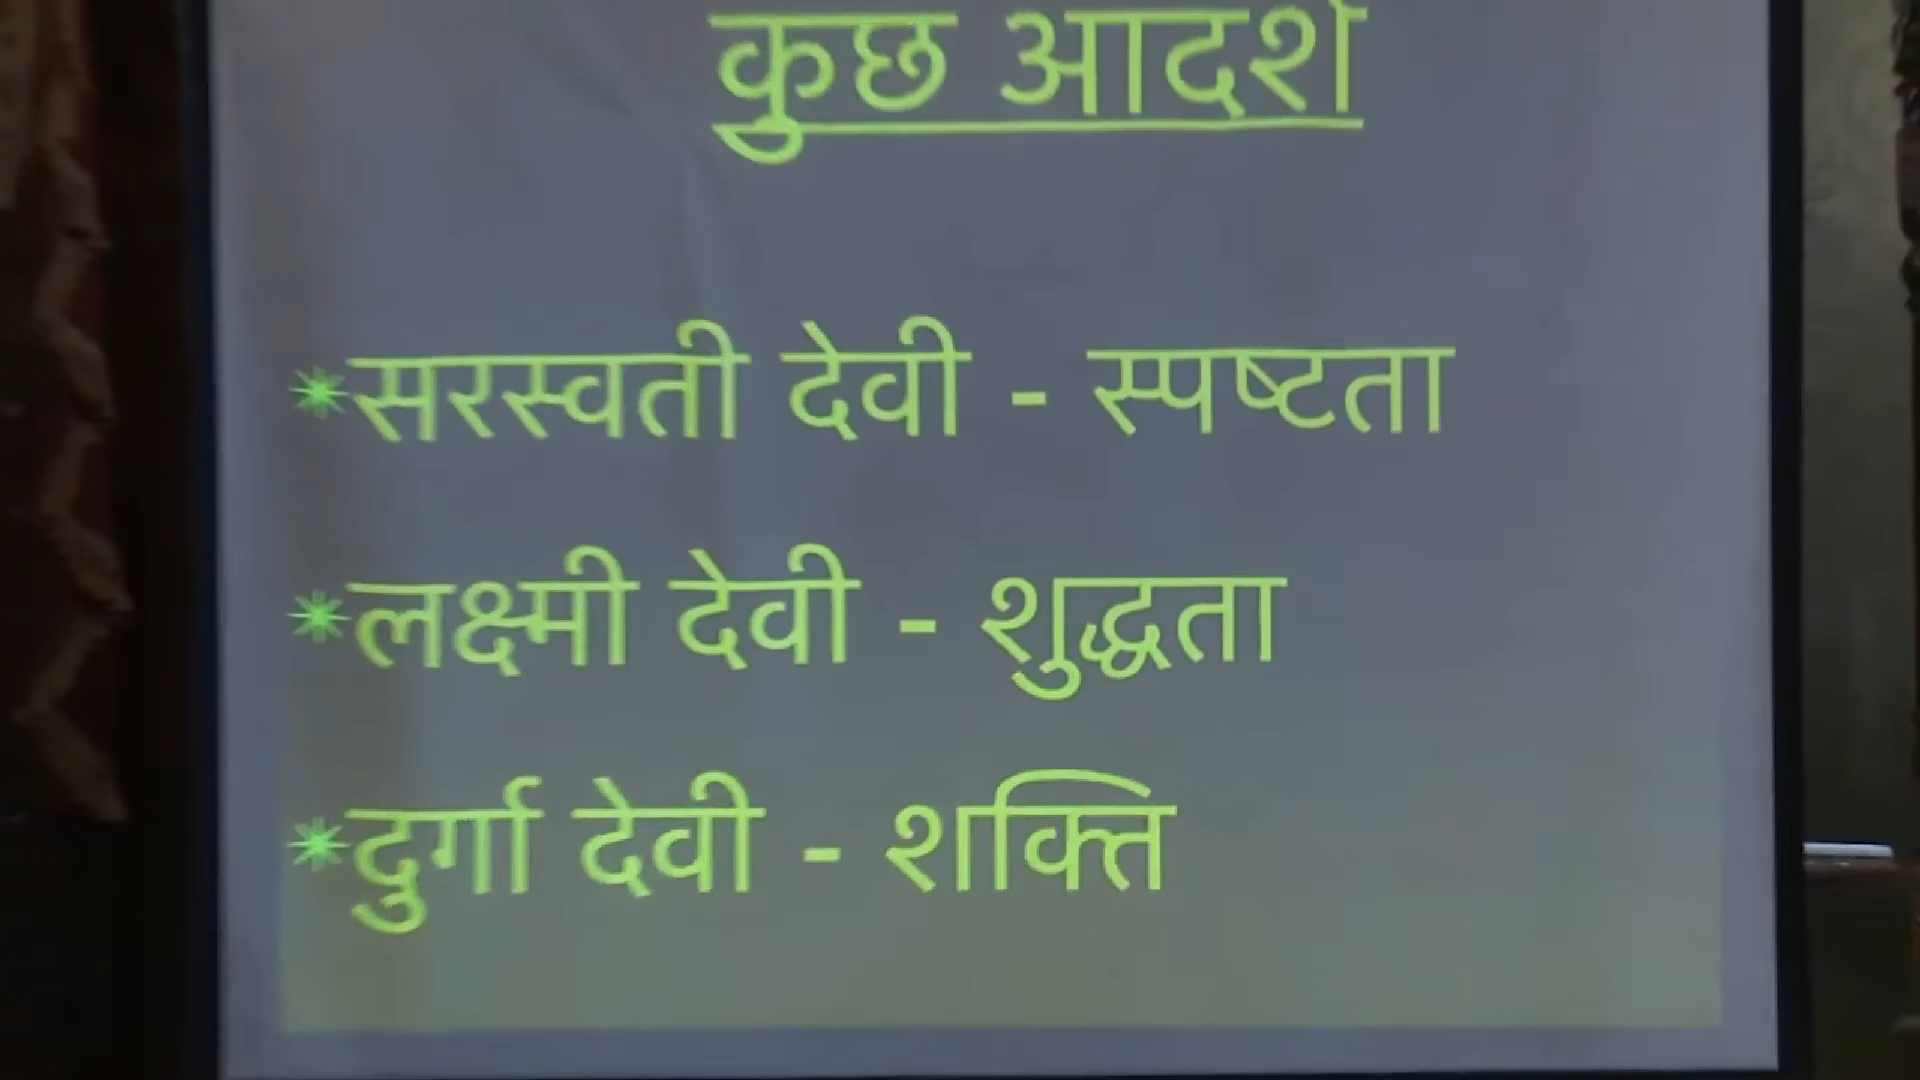 कुछ आदर्श
*सरस्वती देवी - स्पष्टता
*लक्ष्मी देवी - शुद्धता
*दुर्गा देवी - शक्ति